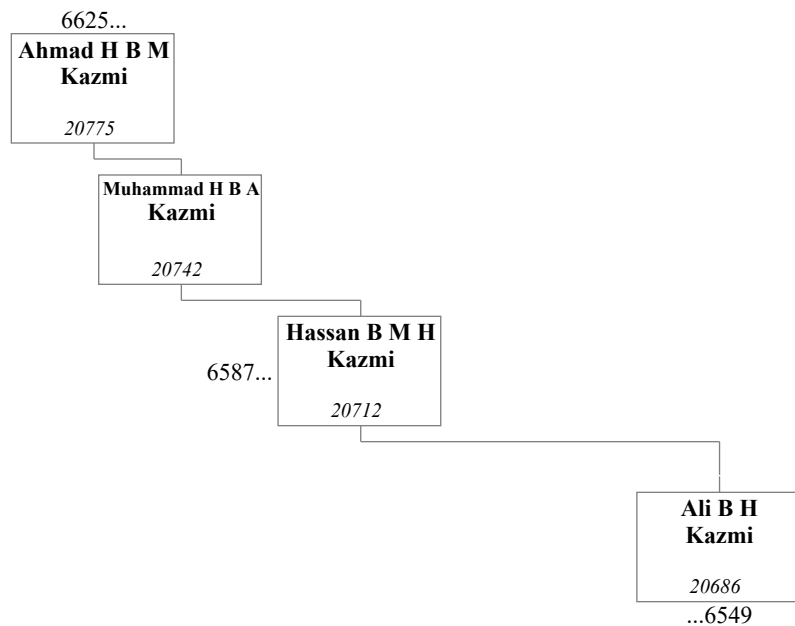 6625...
Ahmad H B M
Kazmi
20775
Muhammad H B A
Kazmi
20742
Hassan B M H
Kazmi
6587...
20712
Ali B H
Kazmi
20686
...6549